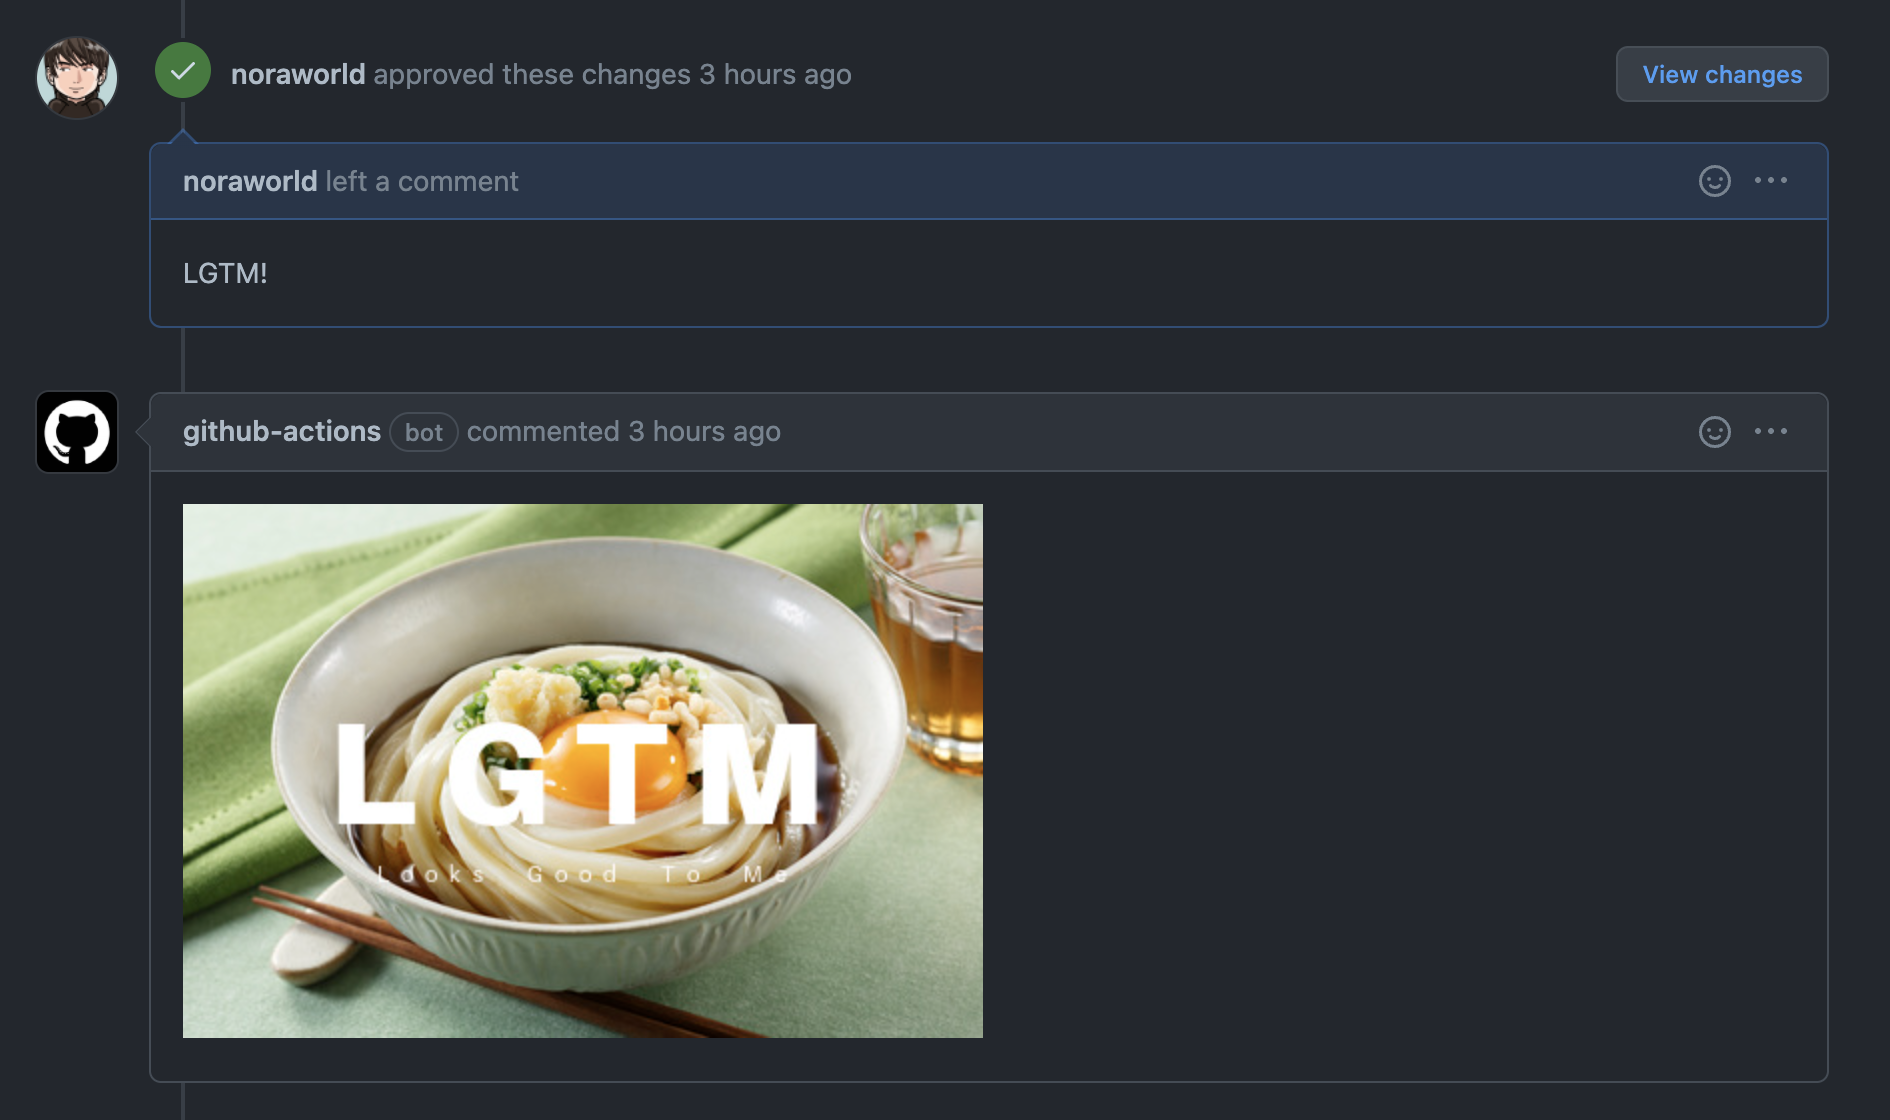 noraworld approved these changes 3 hours ago
View changes
noraworld left a comment
LGTM!
github-actions bot commented 3 hours ago
LGTM
Looks Good To Me